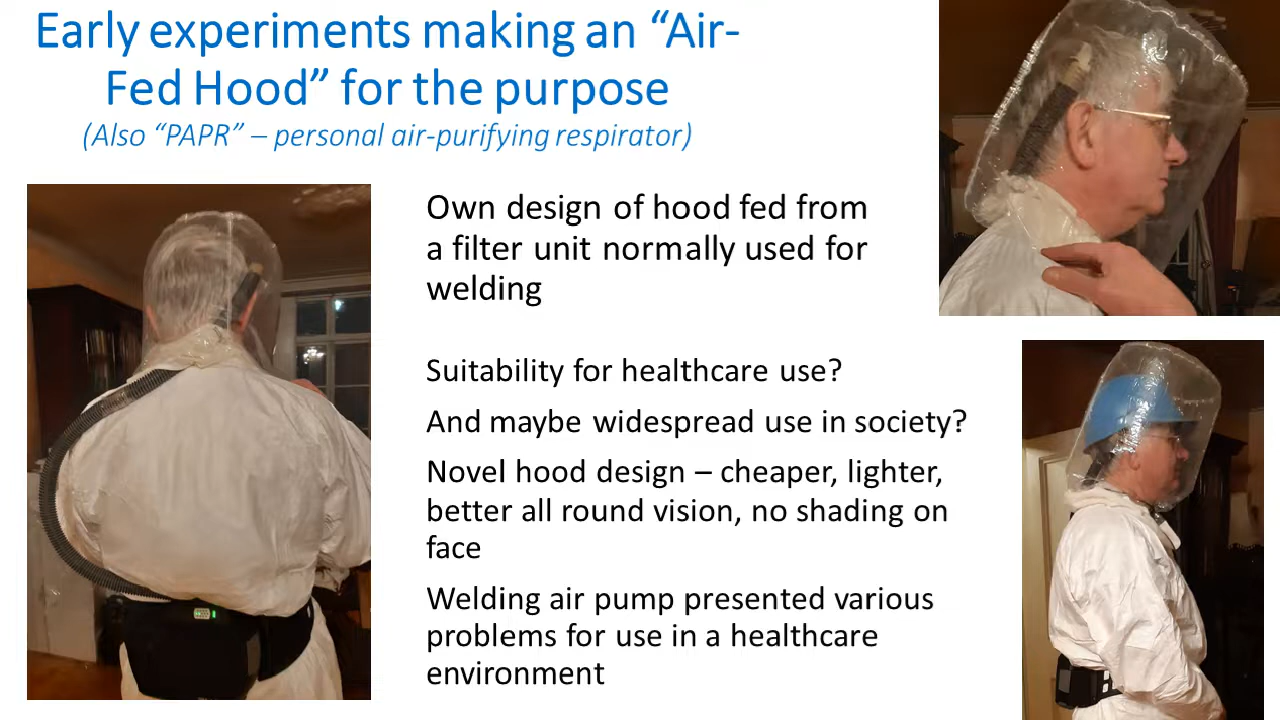 Early experiments making an “Air-
Fed Hood” for the purpose
(Also “PAPR” – personal air-purifying respirator)
Own design of hood fed from
a filter unit normally used for
welding
Suitability for healthcare use?
And maybe widespread use in society?
Novel hood design – cheaper, lighter,
better all round vision, no shading on
face
Welding air pump presented various
problems for use in a healthcare
environment